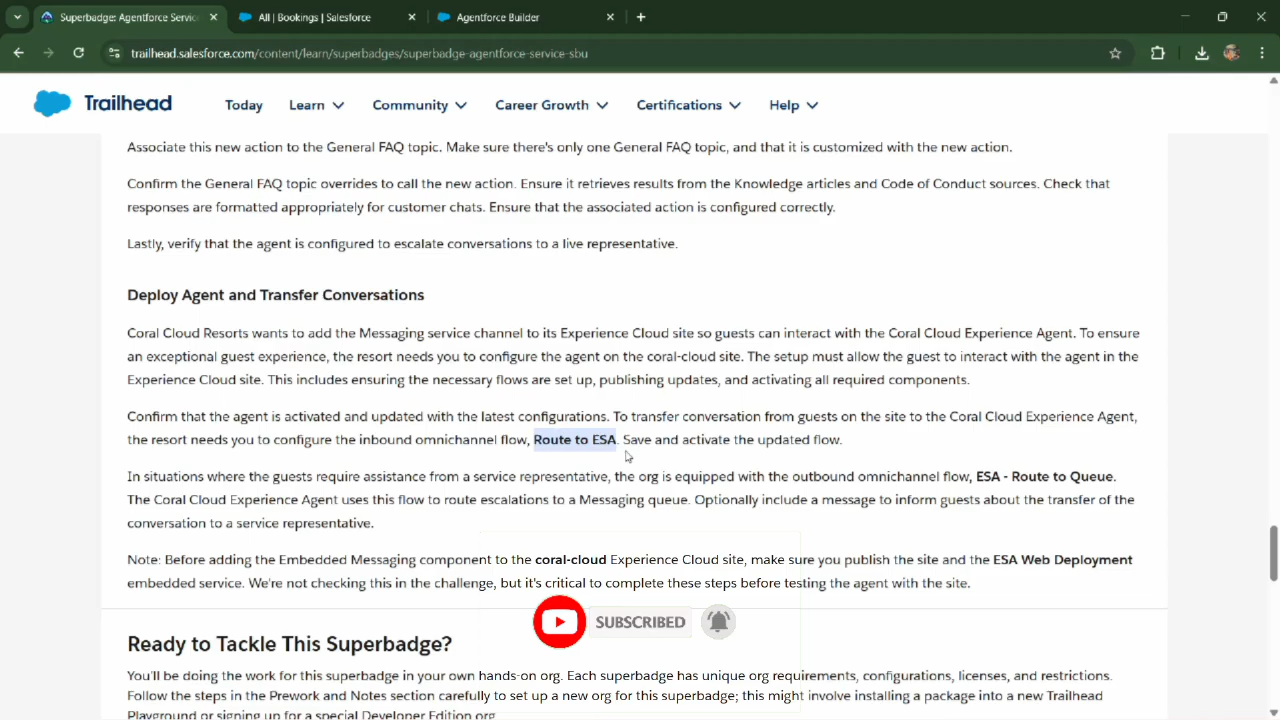 Superbadge: Agentforce Servic
All | Bookings | Salesforce
Agentforce Builder
trailhead.salesforce.com/content/learn/superbadges/superbadge-agentforce-service-sbu
Trailhead
Today
Learn
Community
Career Growth
Certifications
Help
Associate this new action to the General FAQ topic. Make sure there's only one General FAQ topic, and that it is customized with the new action.
Confirm the General FAQ topic overrides to call the new action. Ensure it retrieves results from the Knowledge articles and Code of Conduct sources. Check that
responses are formatted appropriately for customer chats. Ensure that the associated action is configured correctly.
Lastly, verify that the agent is configured to escalate conversations to a live representative.
Deploy Agent and Transfer Conversations
Coral Cloud Resorts wants to add the Messaging service channel to its Experience Cloud site so guests can interact with the Coral Cloud Experience Agent. To ensure
an exceptional guest experience, the resort needs you to configure the agent on the coral-cloud site. The setup must allow the guest to interact with the agent in the
Experience Cloud site. This includes ensuring the necessary flows are set up, publishing updates, and activating all required components.
Confirm that the agent is activated and updated with the latest configurations. To transfer conversation from guests on the site to the Coral Cloud Experience Agent,
the resort needs you to configure the inbound omnichannel flow, Route to ESA. Save and activate the updated flow.
In situations where the guests require assistance from a service representative, the org is equipped with the outbound omnichannel flow, ESA - Route to Queue.
The Coral Cloud Experience Agent uses this flow to route escalations to a Messaging queue. Optionally include a message to inform guests about the transfer of the
conversation to a service representative.
Note: Before adding the Embedded Messaging component to the coral-cloud Experience Cloud site, make sure you publish the site and the ESA Web Deployment
embedded service. We're not checking this in the challenge, but it's critical to complete these steps before testing the agent with the site.
SUBSCRIBED
Ready to Tackle This Superbadge?
You'll be doing the work for this superbadge in your own hands-on org. Each superbadge has unique org requirements, configurations, licenses, and restrictions.
Follow the steps in the Prework and Notes section carefully to set up a new org for this superbadge; this might involve installing a package into a new Trailhead
Playground or signing up for a special Developer Edition org